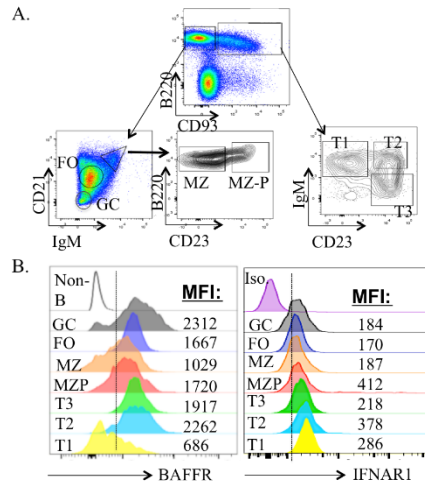 A.
B220
CD93
CD21
FO
GC
IgM
B220
MZ
MZ-P
CD23
IgM
T1
T2
T3
CD23
B.
Non-
B
MFI:
GC 2312
FO 1667
MZ 1029
MZP 1720
T3 1917
T2 2262
T1 686
BAFFR
Iso.
MFI:
GC 184
FO 170
MZ 187
MZP 412
T3 218
T2 378
T1 286
IFNAR1